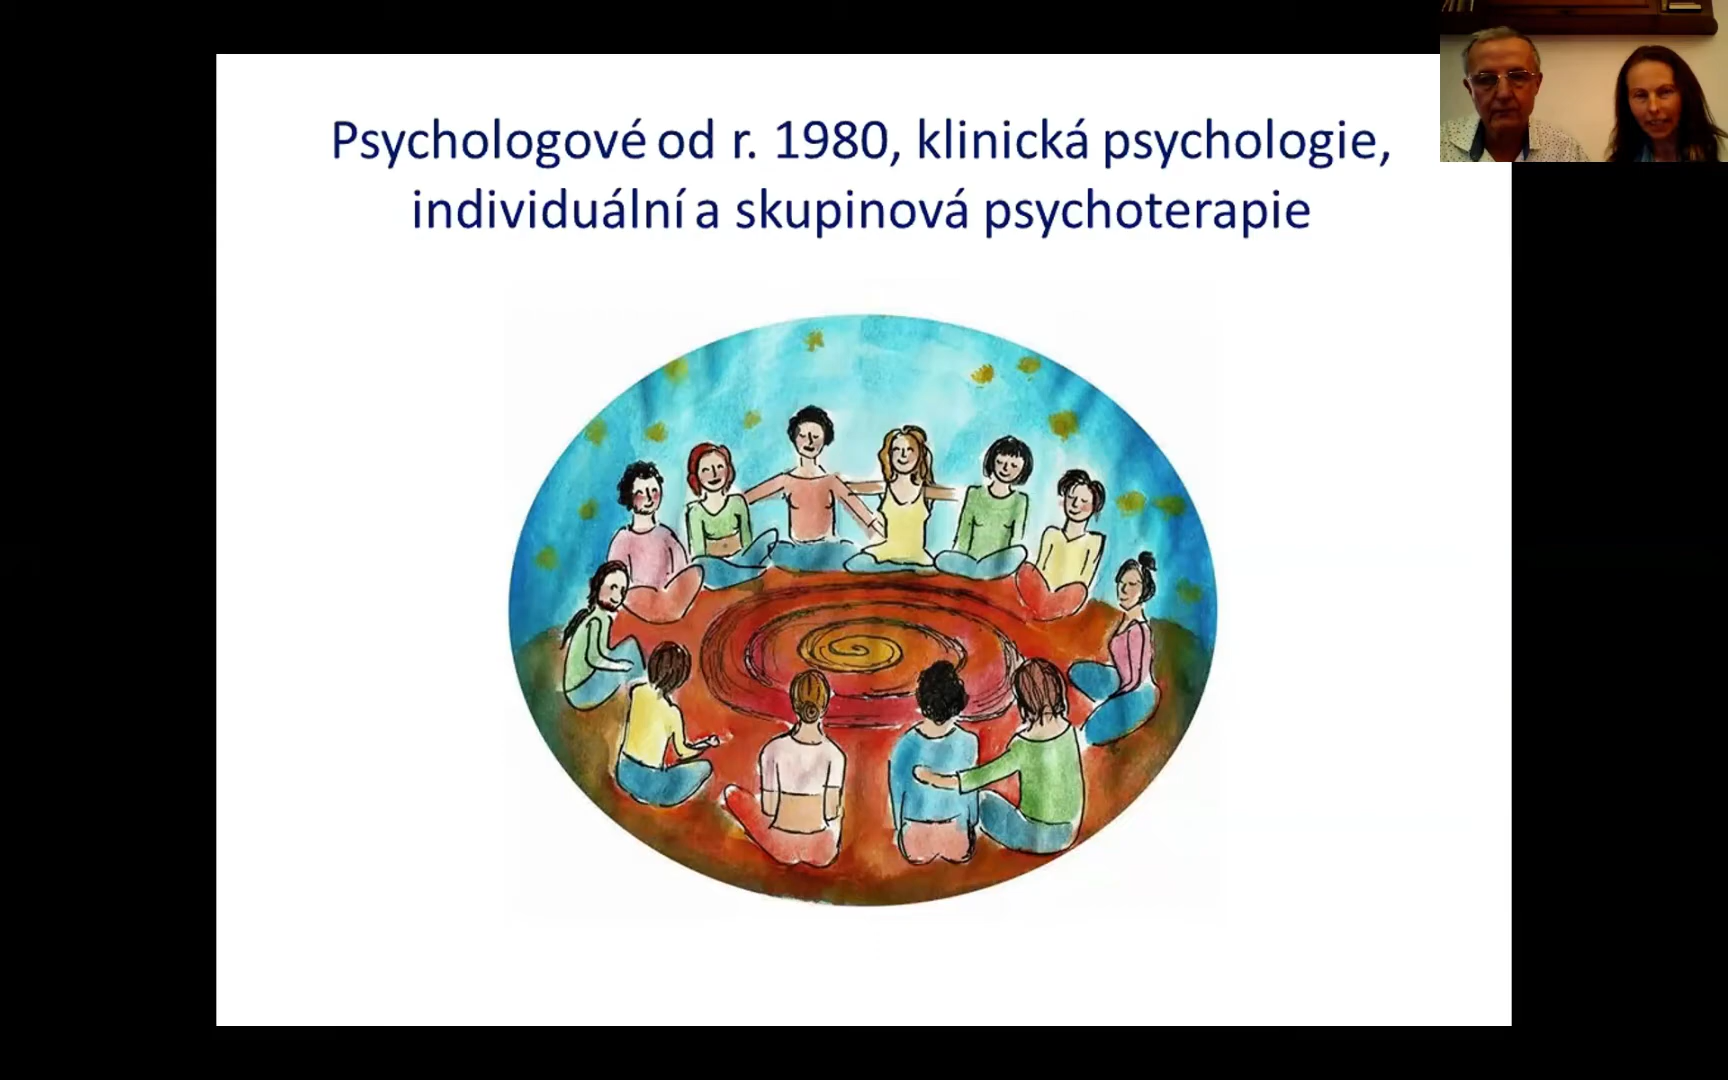 Psychologové od r. 1980, klinická psychologie,
individuální a skupinová psychoterapie